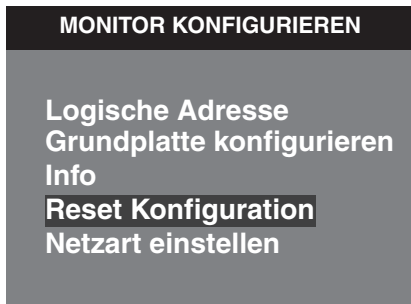 MONITOR KONFIGURIEREN
Logische Adresse
Grundplatte konfigurieren
Info
Reset Konfiguration
Netzart einstellen